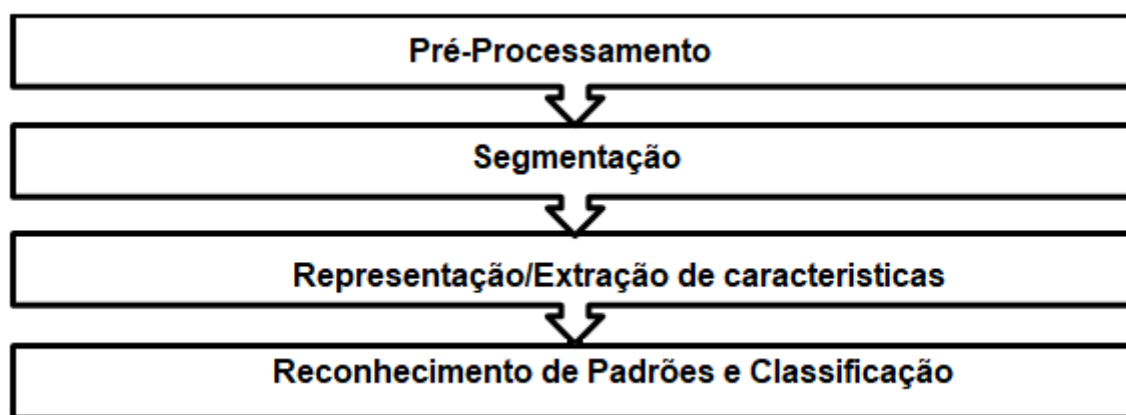 Pré-Processamento
Segmentação
Representação/Extração de caracteristicas
Reconhecimento de Padrões e Classificação